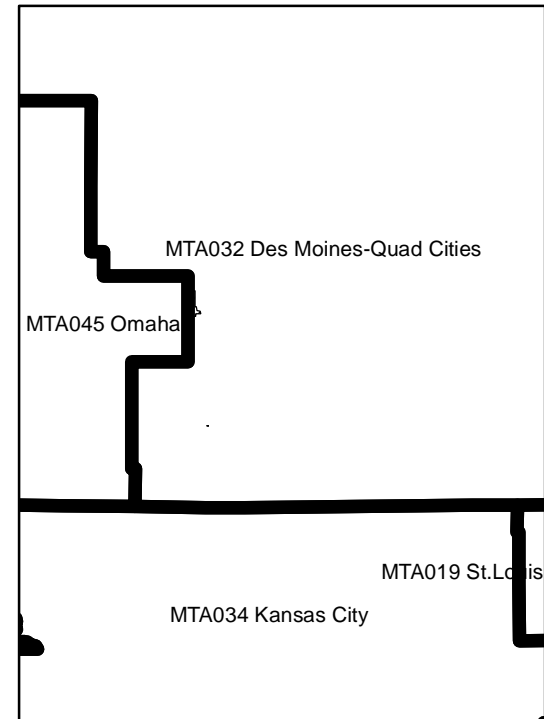 MTA032 Des Moines-Quad Cities
MTA045 Omaha
MTA019 St.Louis
MTA034 Kansas City